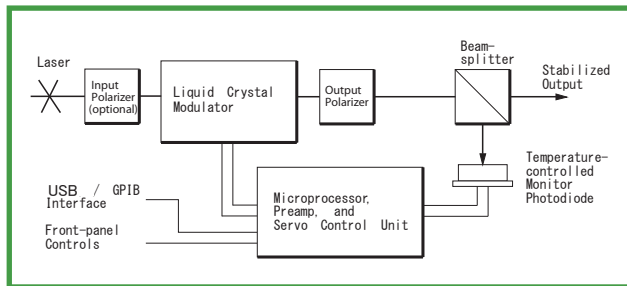 Laser
Input
Polarizer
(optional)
Liquid Crystal
Modulator
Output
Polarizer
Beam-
splitter
Stabilized
Output
Temperature-
controlled
Monitor
Photodiode
Microprocessor,
Preamp, and
Servo Control Unit
USB / GPIB
Interface
Front-panel
Controls